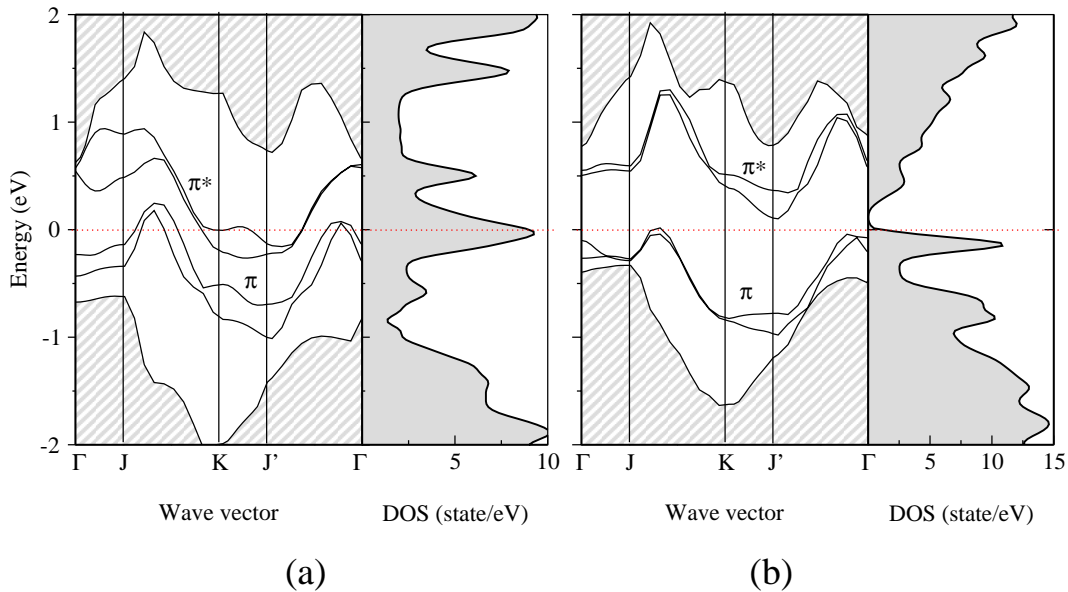 2
1
0
-1
-2
Energy (eV)
π*
π
Γ J K J' Γ
5 10
Wave vector
DOS (state/eV)
(a)
π*
π
Γ J K J' Γ
5 10 15
Wave vector
DOS (state/eV)
(b)